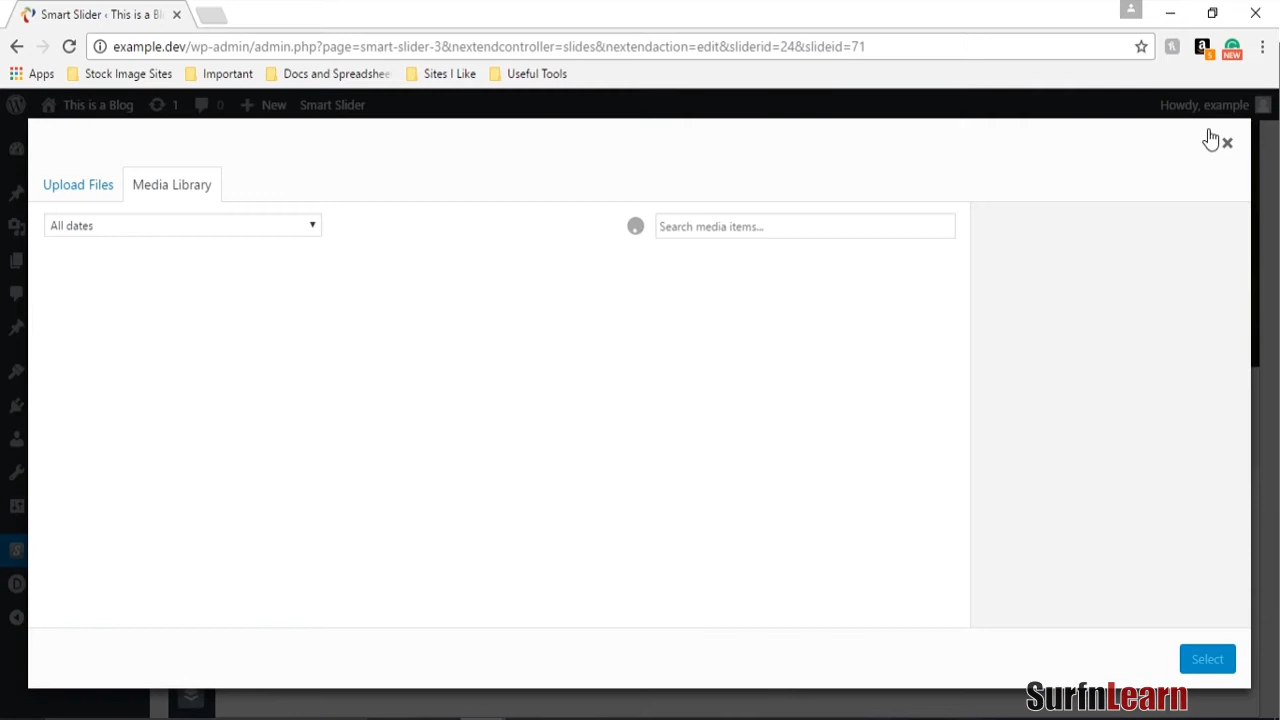 Smart Slider ‹ This is a Bl
example.dev/wp-admin/admin.php?page=smart-slider-3&nextendcontroller=slides&nextendaction=edit&sliderid=24&slideid=71
5
NEW
Apps Stock Image Sites Important Docs and Spreadshee Sites I Like Useful Tools
This is a Blog 1 0 New Smart Slider Howdy, example
Upload Files Media Library
All dates Search media items...
Select
SurfnLearn